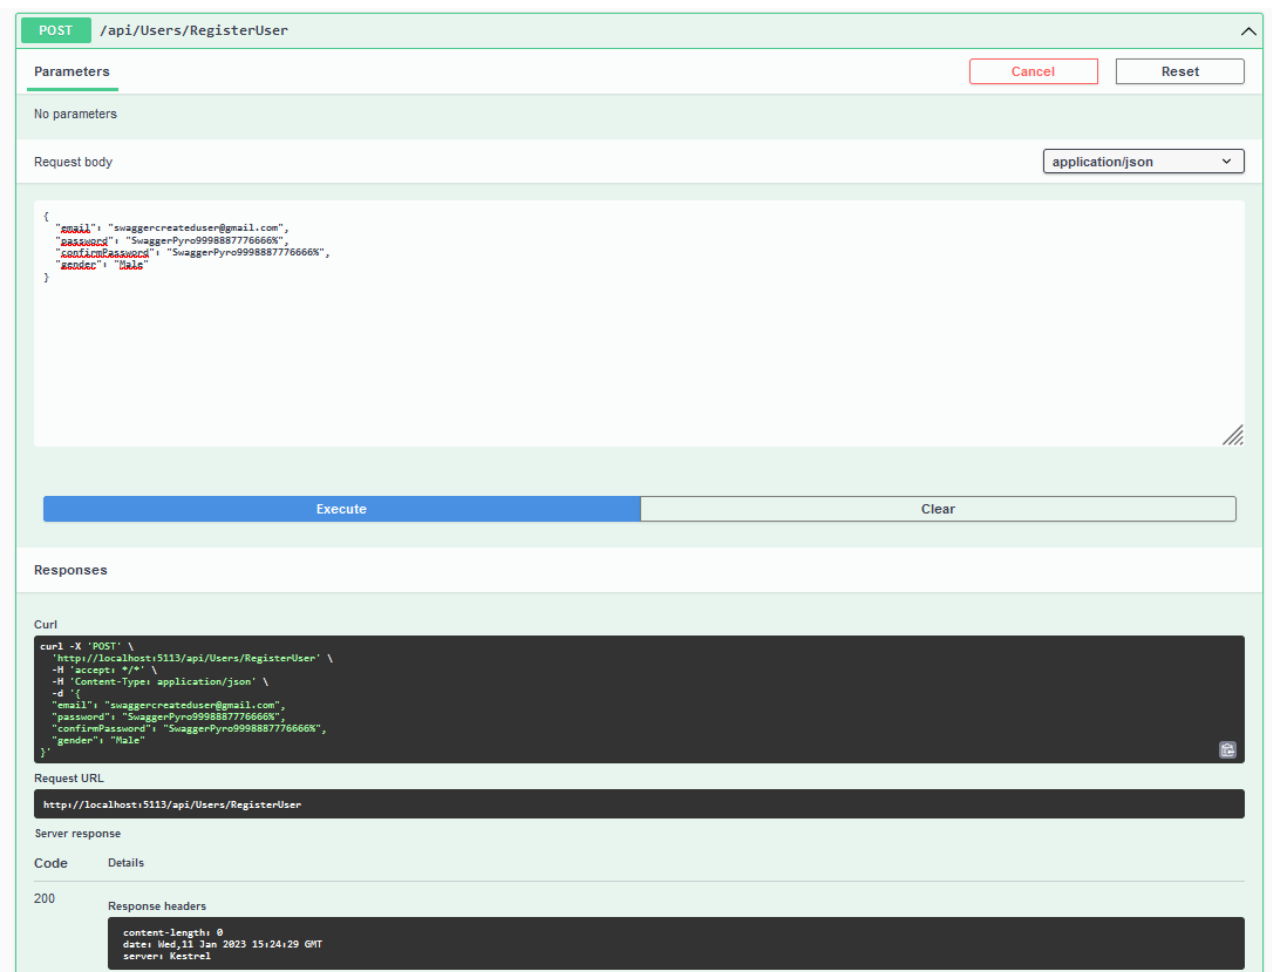 POST /api/Users/RegisterUser
Parameters Cancel Reset
No parameters
Request body application/json
{
"email": "swaggercreateduser@gmail.com",
"password": "SwaggerPyro9998887776666%",
"confirmPassword": "SwaggerPyro9998887776666%",
"gender": "Male"
}
Execute Clear
Responses
Curl
curl -X 'POST' \
'http://localhost:5113/api/Users/RegisterUser' \
-H 'accept: */*' \
-H 'Content-Type: application/json' \
-d '{
"email": "swaggercreateduser@gmail.com",
"password": "SwaggerPyro9998887776666%",
"confirmPassword": "SwaggerPyro9998887776666%",
"gender": "Male"
}'
Request URL
http://localhost:5113/api/Users/RegisterUser
Server response
Code Details
200
Response headers
content-length: 0
date: Wed,11 Jan 2023 15:24:29 GMT
server: Kestrel